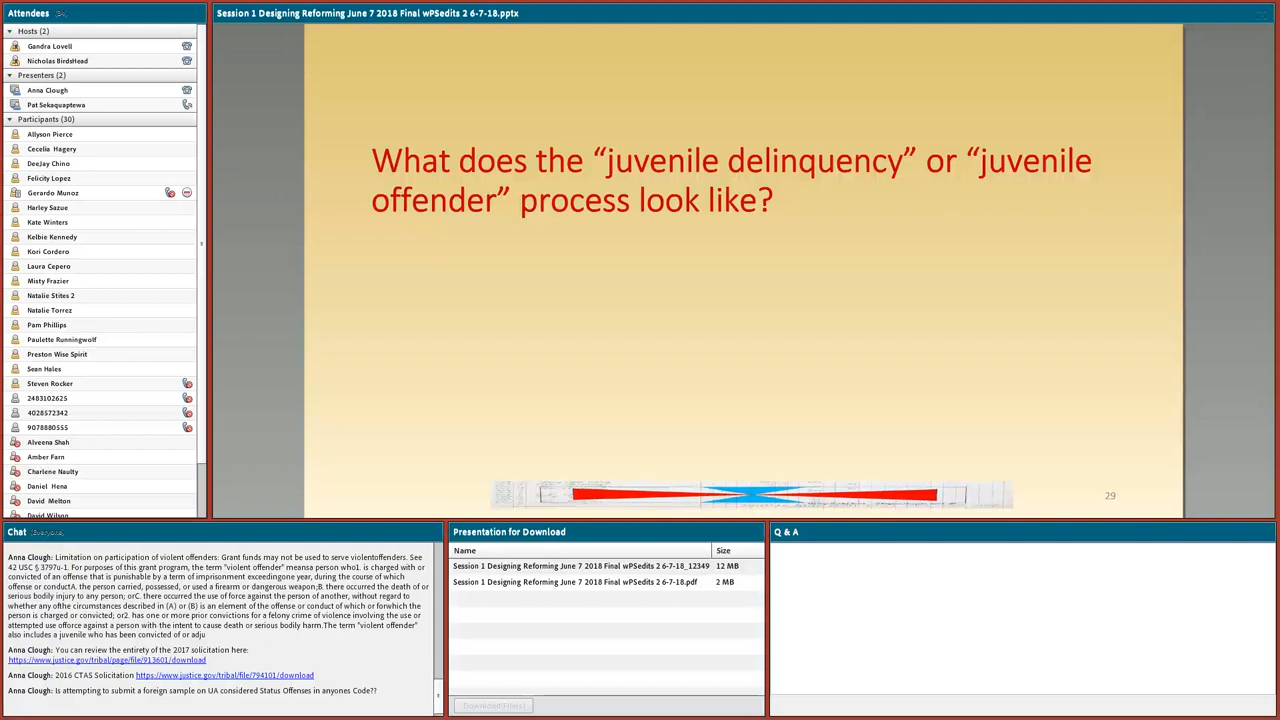 Attendees
Hosts (2)
Gandra Lovell
Nicholas BirdsHead
Presenters (2)
Anna Clough
Pat Sekaquaptewa
Participants (30)
Allyson Pierce
Cecelia Hagery
DeeJay Chino
Felicity Lopez
Gerardo Munoz
Harley Sazue
Kate Winters
Kelbie Kennedy
Kori Cordero
Laura Cepero
Misty Frazier
Natalie Stites 2
Natalie Torrez
Pam Phillips
Paulette Runningwolf
Preston Wise Spirit
Sean Hales
Steven Rocker
2483102625
4028572342
9078880555
Alveena Shah
Amber Farn
Charlene Naulty
Daniel Hena
David Melton
David Wilson
Session 1 Designing Reforming June 7 2018 Final wPSedits 2 6-7-18.pptx
What does the “juvenile delinquency” or “juvenile
offender” process look like?
29
Chat (Everyone)
Anna Clough: Limitation on participation of violent offenders: Grant funds may not be used to serve violentoffenders. See
42 USC § 3797u-1. For purposes of this grant program, the term “violent offender” meansa person who1. is charged with or
convicted of an offense that is punishable by a term of imprisonment exceedingone year, during the course of which
offense or conductA. the person carried, possessed, or used a firearm or dangerous weapon;B. there occurred the death of or
serious bodily injury to any person; orC. there occurred the use of force against the person of another, without regard to
whether any ofthe circumstances described in (A) or (B) is an element of the offense or conduct of which or forwhich the
person is charged or convicted; or2. has one or more prior convictions for a felony crime of violence involving the use or
attempted use offorce against a person with the intent to cause death or serious bodily harm.The term “violent offender”
also includes a juvenile who has been convicted of or adju
Anna Clough: You can review the entirety of the 2017 solicitation here:
https://www.justice.gov/tribal/page/file/913601/download
Anna Clough: 2016 CTAS Solicitation https://www.justice.gov/tribal/file/794101/download
Anna Clough: Is attempting to submit a foreign sample on UA considered Status Offenses in anyones Code??
Presentation for Download
Name Size
Session 1 Designing Reforming June 7 2018 Final wPSedits 2 6-7-18_12349 12 MB
Session 1 Designing Reforming June 7 2018 Final wPSedits 2 6-7-18.pdf 2 MB
Download File(s)
Q & A